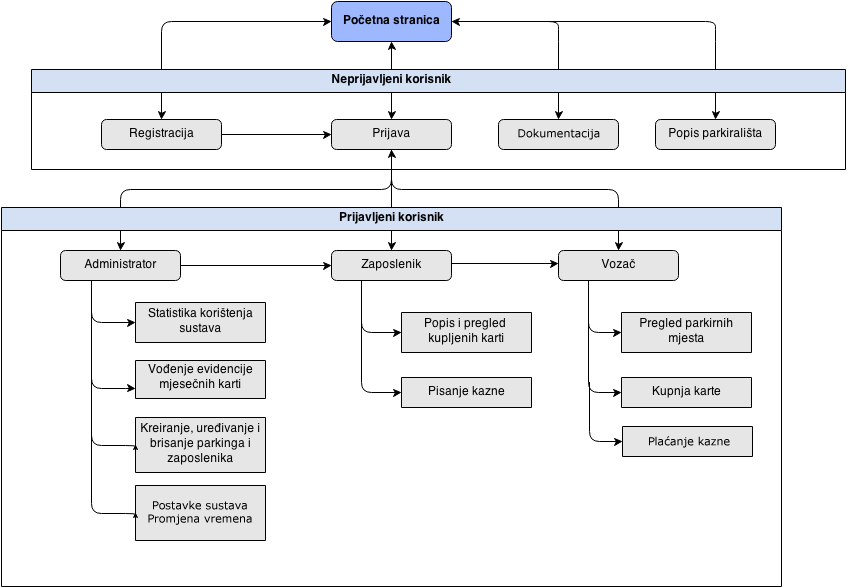 Početna stranica
Neprijavljeni korisnik
Registracija
Prijava
Dokumentacija
Popis parkirališta
Prijavljeni korisnik
Administrator
Zaposlenik
Vozač
Statistika korištenja
sustava
Vođenje evidencije
mjesečnih karti
Kreiranje, uređivanje i
brisanje parkinga i
zaposlenika
Postavke sustava
Promjena vremena
Popis i pregled
kupljenih karti
Pisanje kazne
Pregled parkirnih
mjesta
Kupnja karte
Plaćanje kazne